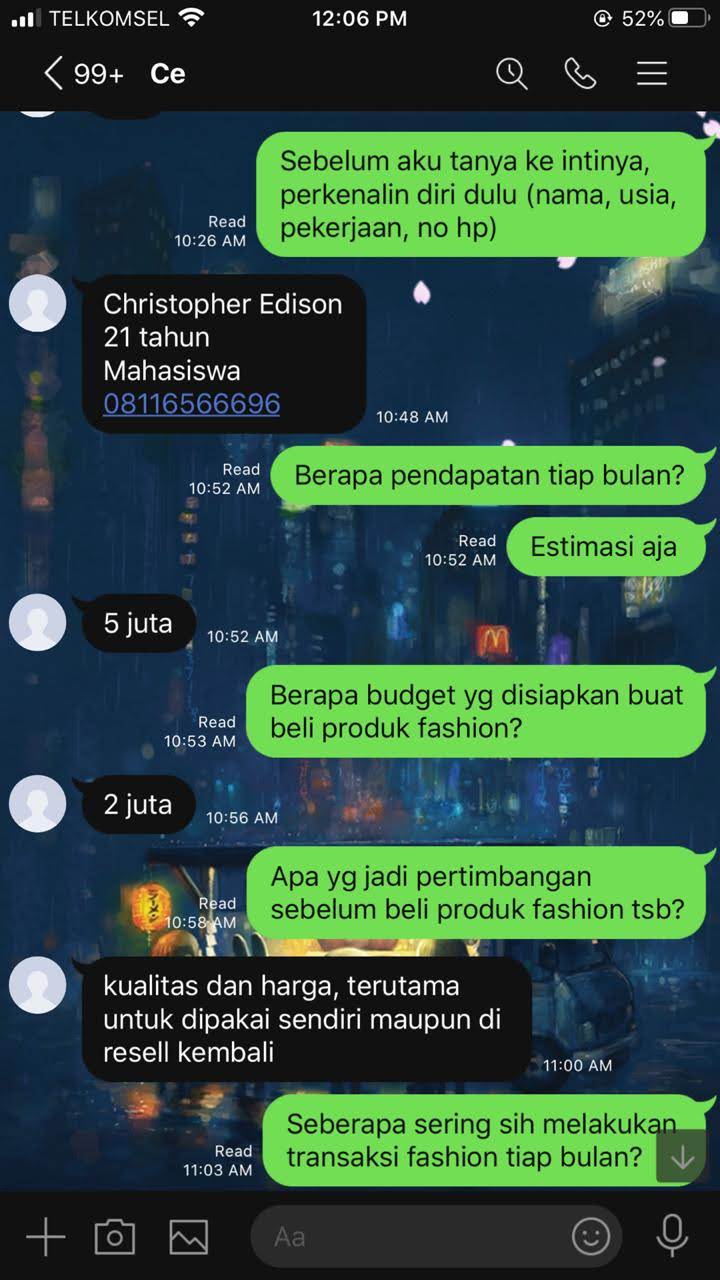 TELKOMSEL 12:06 PM 52%
99+ Ce
Sebelum aku tanya ke intinya,
perkenalin diri dulu (nama, usia,
pekerjaan, no hp)
Read
10:26 AM
Christopher Edison
21 tahun
Mahasiswa
08116566696
10:48 AM
Berapa pendapatan tiap bulan?
Read
10:52 AM
Estimasi aja
Read
10:52 AM
5 juta
10:52 AM
Berapa budget yg disiapkan buat
beli produk fashion?
Read
10:53 AM
2 juta
10:56 AM
Apa yg jadi pertimbangan
sebelum beli produk fashion tsb?
Read
10:58 AM
kualitas dan harga, terutama
untuk dipakai sendiri maupun di
resell kembali
11:00 AM
Seberapa sering sih melakukan
transaksi fashion tiap bulan?
Read
11:03 AM
Aa